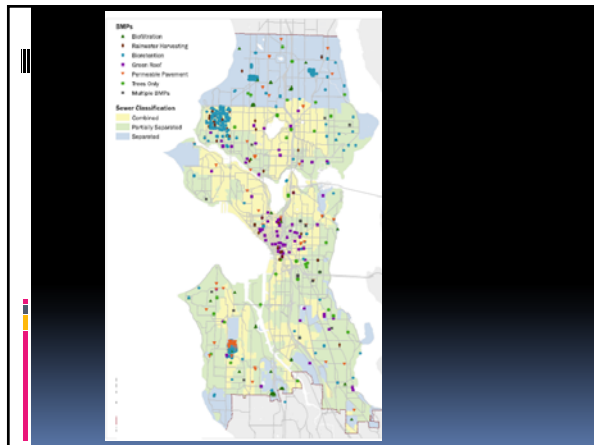 SMPs
Biofiltration
Rainwater Harvesting
Bioretention
Green Roof
Permeable Pavement
Trees Only
Multiple SMPs
Sewer Classification
Combined
Partially Separated
Separated